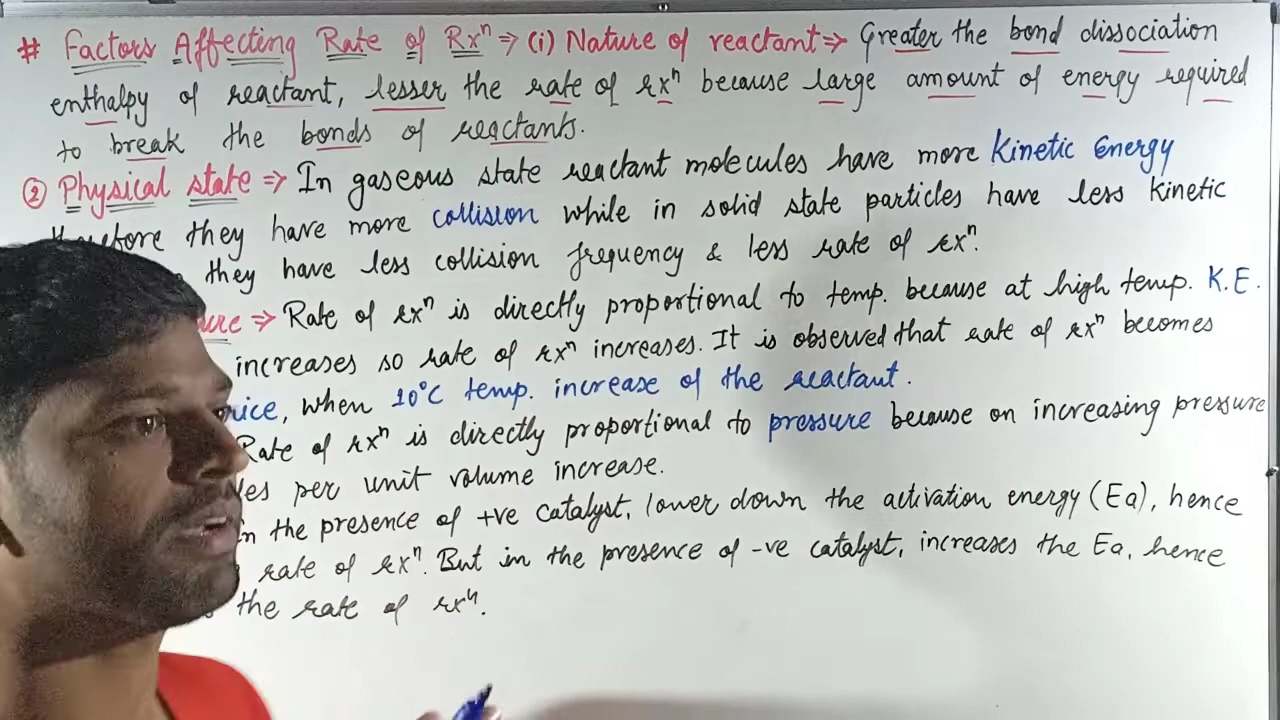 # Factors Affecting Rate of Rxⁿ ⇒ (i) Nature of reactant ⇒ Greater the bond dissociation
enthalpy of reactant, lesser the rate of rxⁿ because large amount of energy required
to break the bonds of reactants.
② Physical state ⇒ In gaseous state reactant molecules have more Kinetic Energy
therefore they have more collision while in solid state particles have less kinetic
they have less collision frequency & less rate of rxⁿ.
⇒ Rate of rxⁿ is directly proportional to temp. because at high temp. K.E.
increases so rate of rxⁿ increases. It is observed that rate of rxⁿ becomes
when 10°C temp. increase of the reactant.
Rate of rxⁿ is directly proportional to pressure because on increasing pressure
per unit volume increase.
the presence of +ve catalyst, lower down the activation energy (Ea), hence
rate of rxⁿ. But in the presence of -ve catalyst, increases the Ea, hence
the rate of rxⁿ.